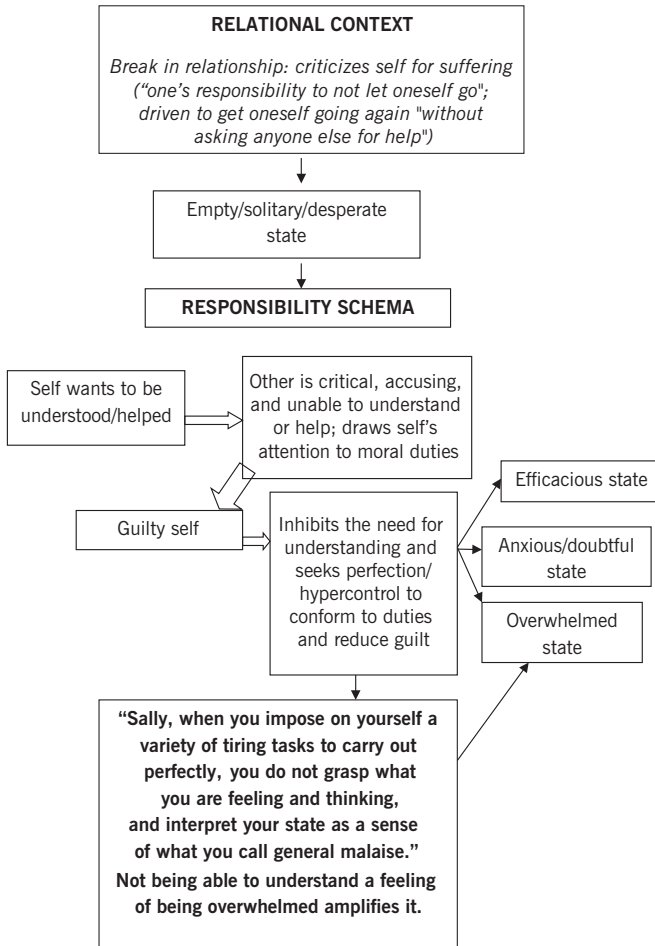 RELATIONAL CONTEXT
Break in relationship: criticizes self for suffering
(“one’s responsibility to not let oneself go";
driven to get oneself going again "without
asking anyone else for help")
Empty/solitary/desperate
state
RESPONSIBILITY SCHEMA
Self wants to be
understood/helped
Other is critical, accusing,
and unable to understand
or help; draws self’s
attention to moral duties
Guilty self
Inhibits the need for
understanding and
seeks perfection/
hypercontrol to
conform to duties
and reduce guilt
Efficacious state
Anxious/doubtful
state
Overwhelmed
state
“Sally, when you impose on yourself a
variety of tiring tasks to carry out
perfectly, you do not grasp what
you are feeling and thinking,
and interpret your state as a sense
of what you call general malaise.”
Not being able to understand a feeling
of being overwhelmed amplifies it.